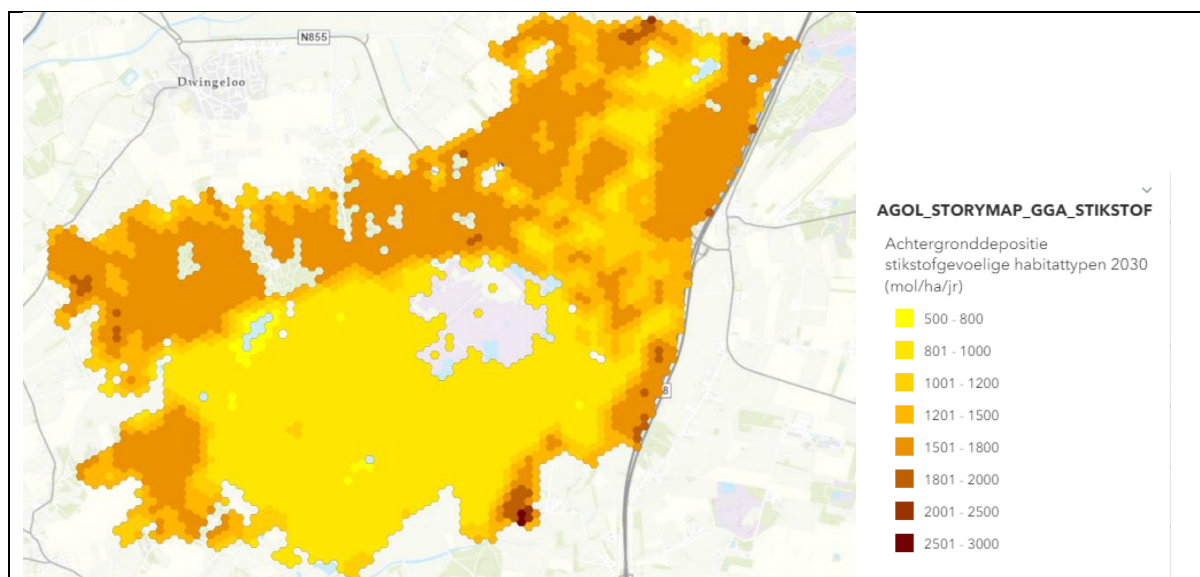 N855
Dwingeloo
8
AGOL_STORYMAP_GGA_STIKSTOF
Achtergronddepositie
stikstofgevoelige habitattypen 2030
(mol/ha/jr)
500 - 800
801 - 1000
1001 - 1200
1201 - 1500
1501 - 1800
1801 - 2000
2001 - 2500
2501 - 3000